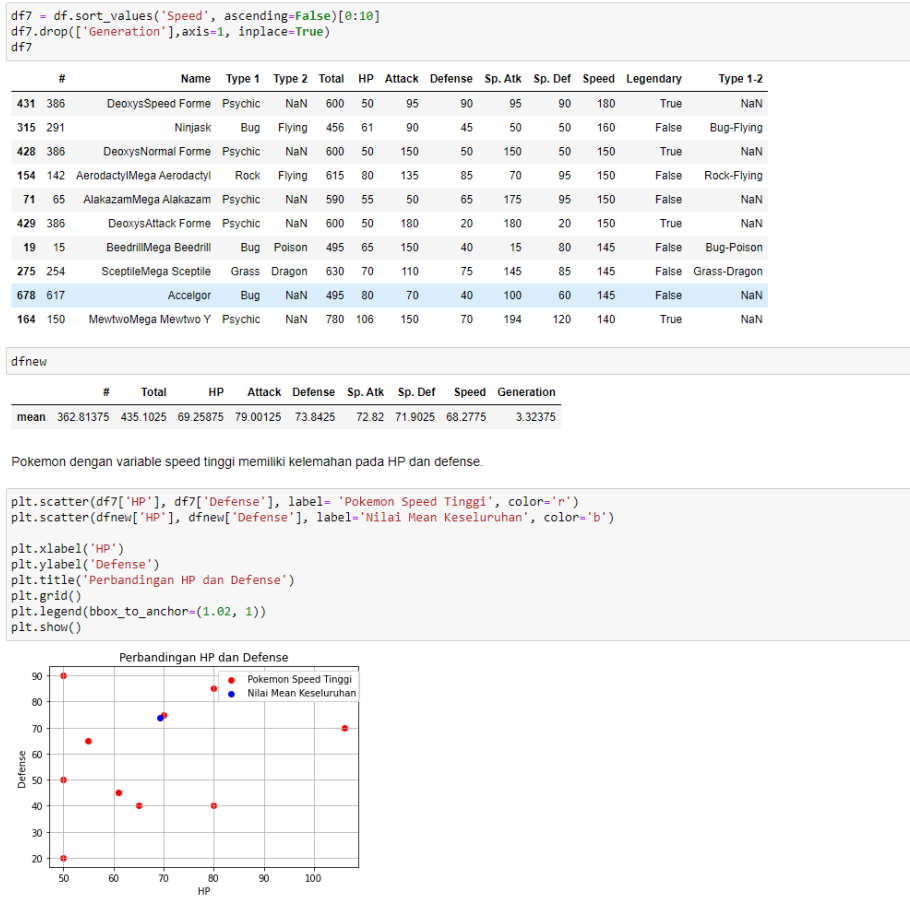 df7 = df.sort_values('Speed', ascending=False)[0:10]
df7.drop(['Generation'],axis=1, inplace=True)
df7
# Name Type 1 Type 2 Total HP Attack Defense Sp. Atk Sp. Def Speed Legendary Type 1-2
431 386 DeoxysSpeed Forme Psychic NaN 600 50 95 90 95 90 180 True NaN
315 291 Ninjask Bug Flying 456 61 90 45 50 50 160 False Bug-Flying
428 386 DeoxysNormal Forme Psychic NaN 600 50 150 50 150 50 150 True NaN
154 142 AerodactylMega Aerodactyl Rock Flying 615 80 135 85 70 95 150 False Rock-Flying
71 65 AlakazamMega Alakazam Psychic NaN 590 55 50 65 175 95 150 False NaN
429 386 DeoxysAttack Forme Psychic NaN 600 50 180 20 180 20 150 True NaN
19 15 BeedrillMega Beedrill Bug Poison 495 65 150 40 15 80 145 False Bug-Poison
275 254 SceptileMega Sceptile Grass Dragon 630 70 110 75 145 85 145 False Grass-Dragon
678 617 Accelgor Bug NaN 495 80 70 40 100 60 145 False NaN
164 150 MewtwoMega Mewtwo Y Psychic NaN 780 106 150 70 194 120 140 True NaN
dfnew
# Total HP Attack Defense Sp. Atk Sp. Def Speed Generation
mean 362.81375 435.1025 69.25875 79.00125 73.8425 72.82 71.9025 68.2775 3.32375
Pokemon dengan variable speed tinggi memiliki kelemahan pada HP dan defense.
plt.scatter(df7['HP'], df7['Defense'], label= 'Pokemon Speed Tinggi', color='r')
plt.scatter(dfnew['HP'], dfnew['Defense'], label='Nilai Mean Keseluruhan', color='b')
plt.xlabel('HP')
plt.ylabel('Defense')
plt.title('Perbandingan HP dan Defense')
plt.grid()
plt.legend(bbox_to_anchor=(1.02, 1))
plt.show()
Perbandingan HP dan Defense
Pokemon Speed Tinggi
Nilai Mean Keseluruhan
90
80
70
60
50
40
30
20
Defense
50 60 70 80 90 100
HP